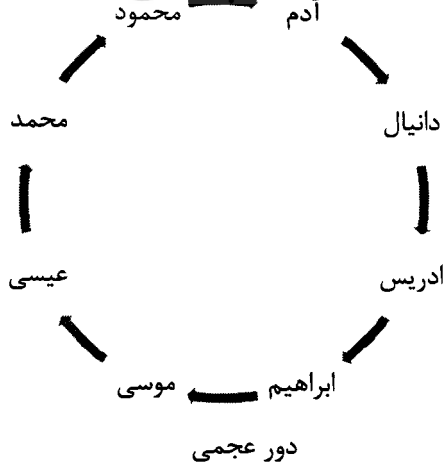 آدم
دانیال
ادریس
ابراهیم
موسی
عیسی
محمد
محمود
دور عجمی